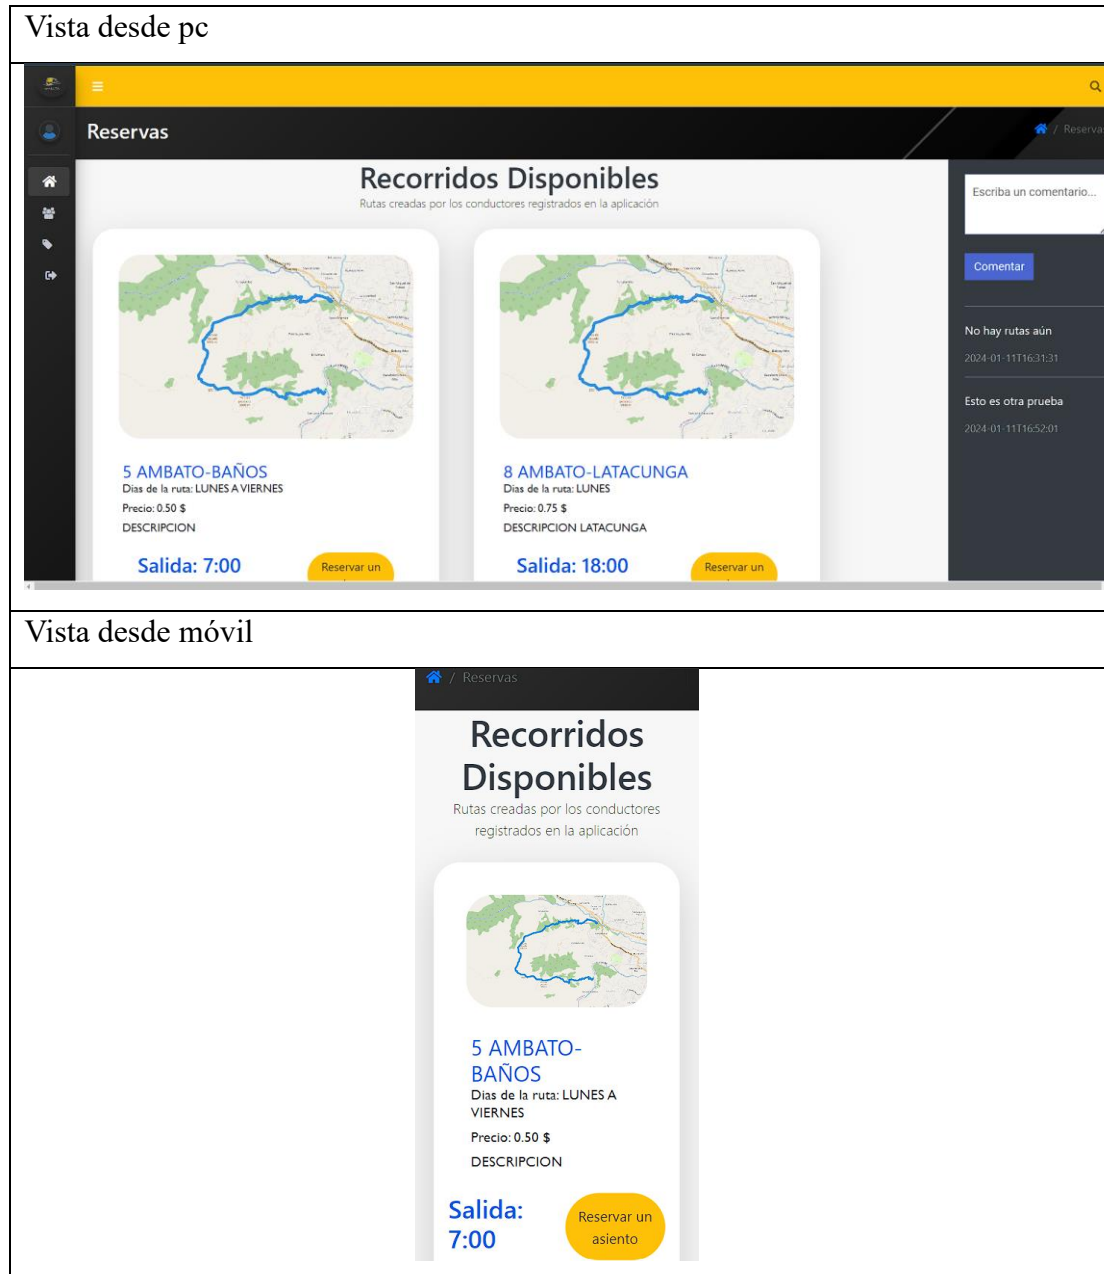 Vista desde pc
Reservas
/ Reservas
Recorridos Disponibles
Rutas creadas por los conductores registrados en la aplicación
5 AMBATO-BAÑOS
Dias de la ruta: LUNES A VIERNES
Precio: 0.50 $
DESCRIPCION
Salida: 7:00
Reservar un
8 AMBATO-LATACUNGA
Dias de la ruta: LUNES
Precio: 0.75 $
DESCRIPCION LATACUNGA
Salida: 18:00
Reservar un
Escriba un comentario...
Comentar
No hay rutas aún
2024-01-11T16:31:31
Esto es otra prueba
2024-01-11T16:52:01
Vista desde móvil
/ Reservas
Recorridos
Disponibles
Rutas creadas por los conductores
registrados en la aplicación
5 AMBATO-
BAÑOS
Dias de la ruta: LUNES A
VIERNES
Precio: 0.50 $
DESCRIPCION
Salida:
7:00
Reservar un
asiento